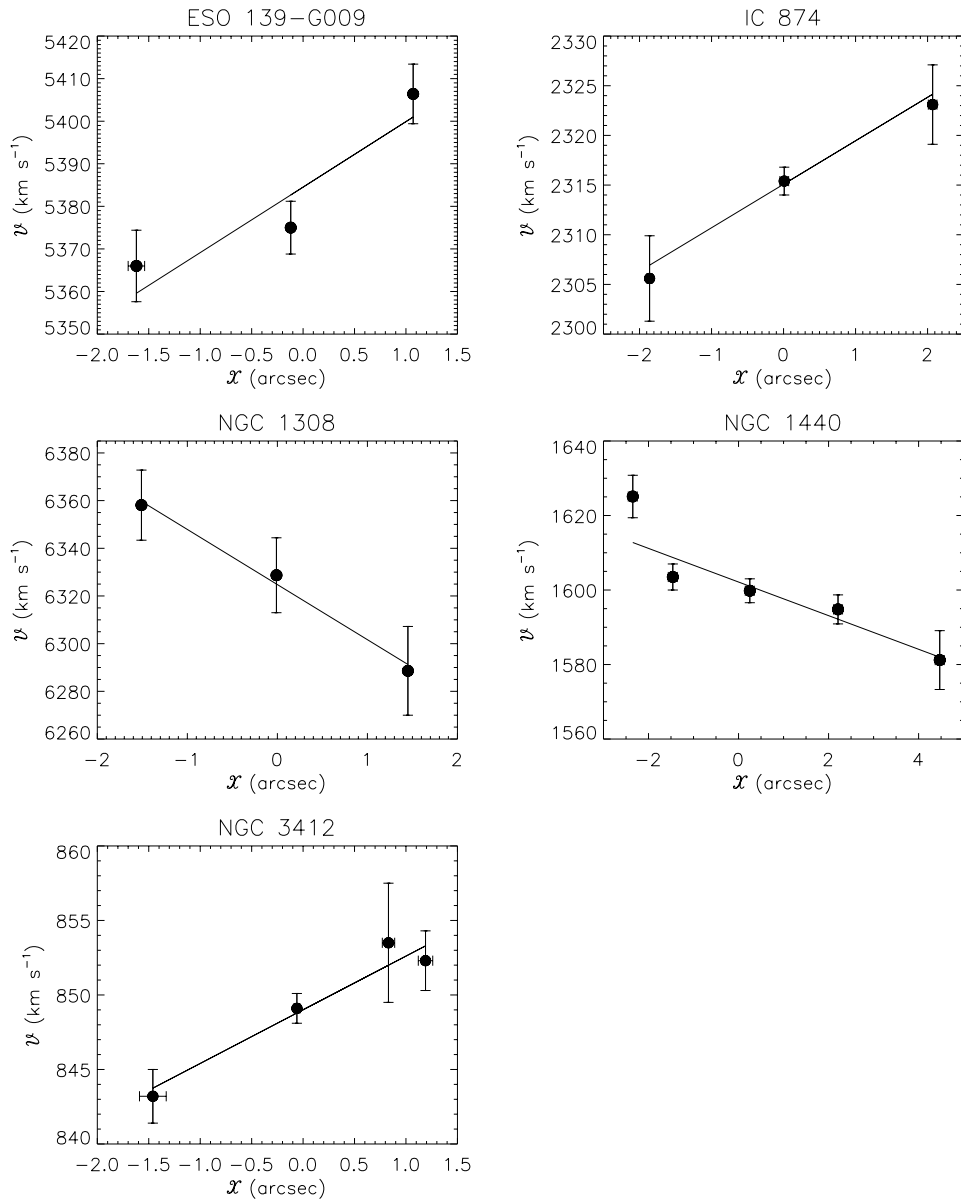 ESO 139−G009
5420
5410
5400
5390
5380
5370
5360
5350
v (km s⁻¹)
−2.0 −1.5 −1.0 −0.5 0.0 0.5 1.0 1.5
x (arcsec)
IC 874
2330
2325
2320
2315
2310
2305
2300
v (km s⁻¹)
−2 −1 0 1 2
x (arcsec)
NGC 1308
6380
6360
6340
6320
6300
6280
6260
v (km s⁻¹)
−2 −1 0 1 2
x (arcsec)
NGC 1440
1640
1620
1600
1580
1560
v (km s⁻¹)
−2 0 2 4
x (arcsec)
NGC 3412
860
855
850
845
840
v (km s⁻¹)
−2.0 −1.5 −1.0 −0.5 0.0 0.5 1.0 1.5
x (arcsec)